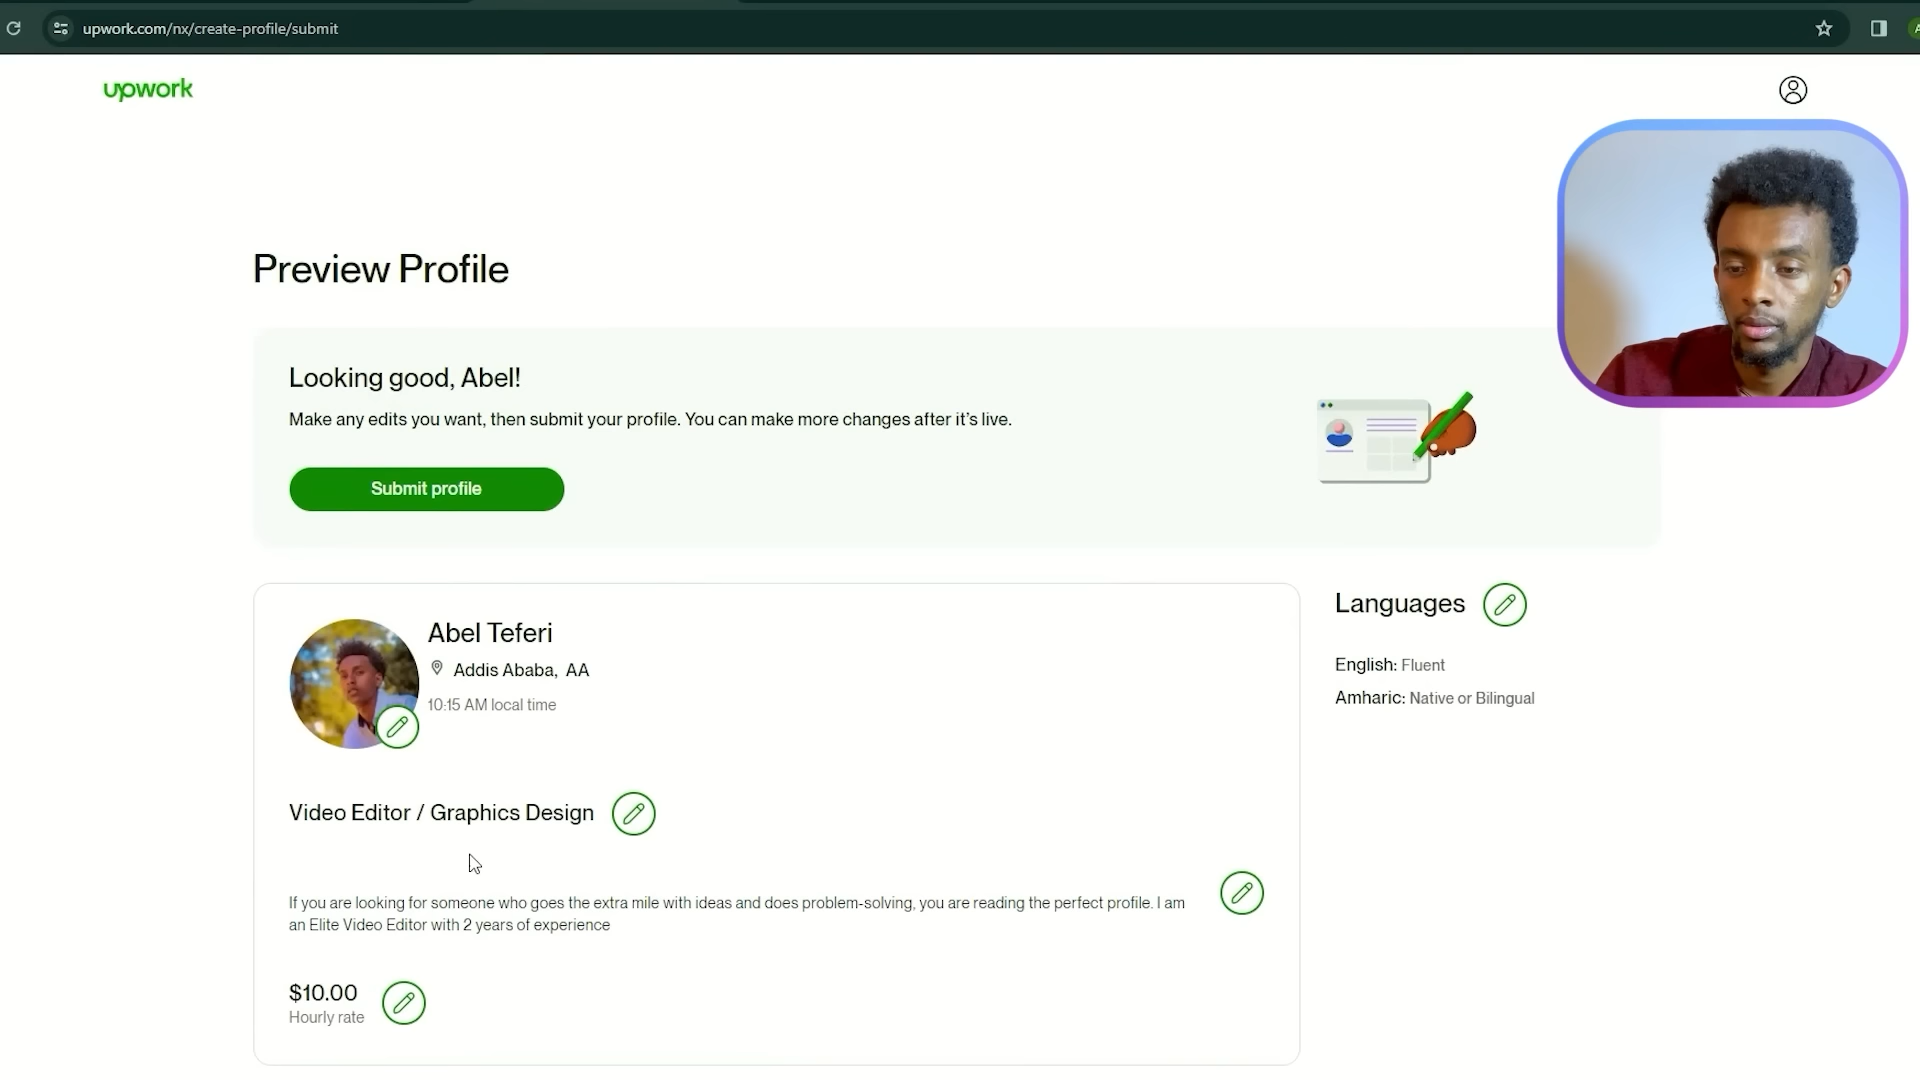 upwork.com/nx/create-profile/submit
upwork
Preview Profile
Looking good, Abel!
Make any edits you want, then submit your profile. You can make more changes after it's live.
Submit profile
Abel Teferi
Addis Ababa, AA
10:15 AM local time
Video Editor / Graphics Design
If you are looking for someone who goes the extra mile with ideas and does problem-solving, you are reading the perfect profile. I am
an Elite Video Editor with 2 years of experience
$10.00
Hourly rate
Languages
English: Fluent
Amharic: Native or Bilingual